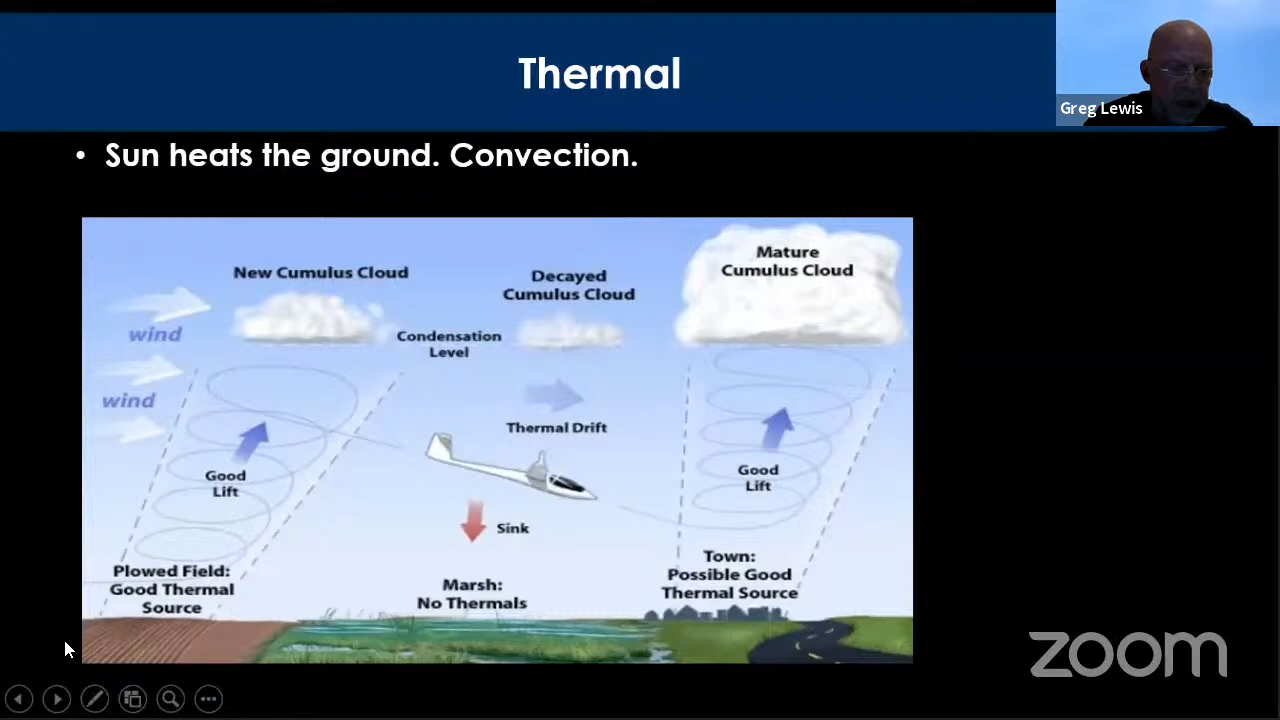 Thermal
Greg Lewis
• Sun heats the ground. Convection.
New Cumulus Cloud
Decayed
Cumulus Cloud
Mature
Cumulus Cloud
wind
Condensation
Level
wind
Thermal Drift
Good
Lift
Good
Lift
Sink
Plowed Field:
Good Thermal
Source
Marsh:
No Thermals
Town:
Possible Good
Thermal Source
zoom